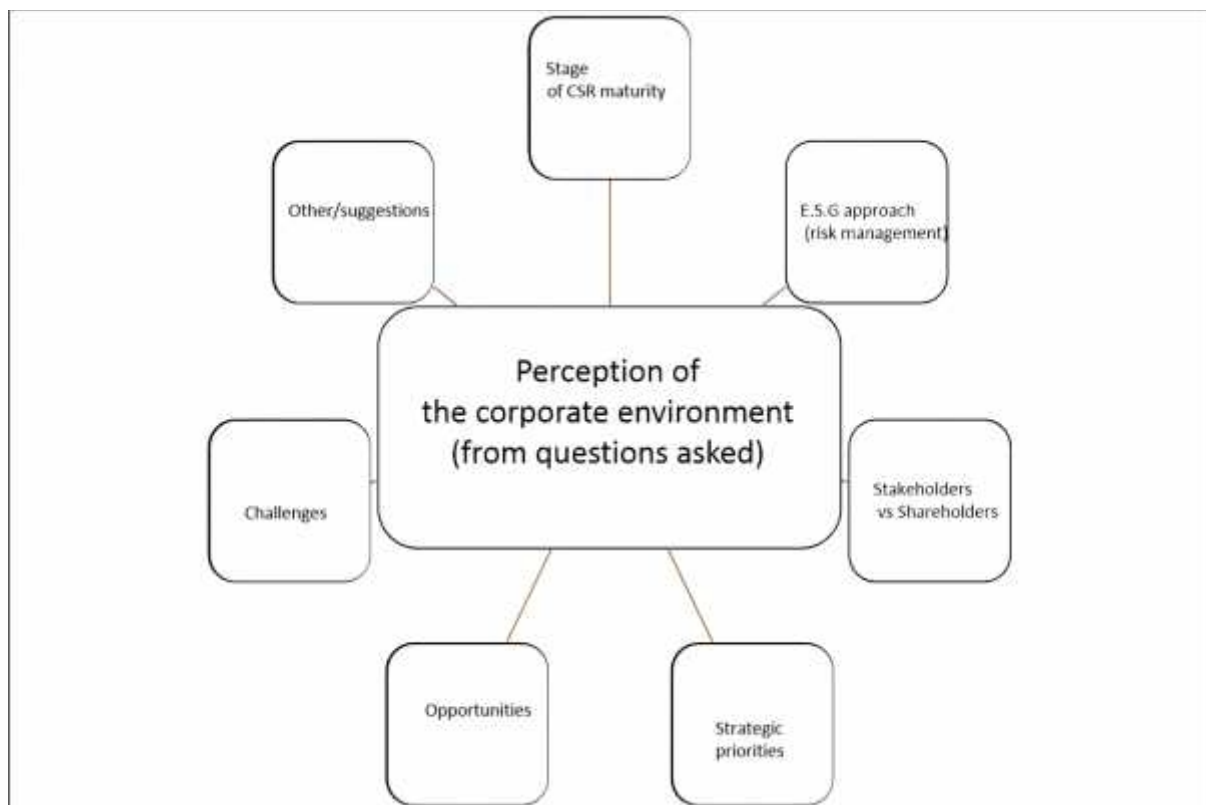 Stage
of CSR maturity
Other/suggestions
E.S.G approach
(risk management)
Perception of
the corporate environment
(from questions asked)
Challenges
Stakeholders
vs Shareholders
Opportunities
Strategic
priorities